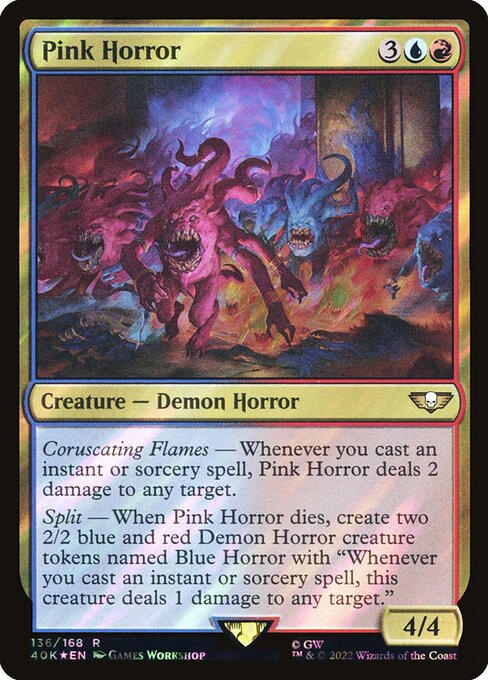 Pink Horror 3
Creature — Demon Horror
Coruscating Flames — Whenever you cast an
instant or sorcery spell, Pink Horror deals 2
damage to any target.
Split — When Pink Horror dies, create two
2/2 blue and red Demon Horror creature
tokens named Blue Horror with “Whenever
you cast an instant or sorcery spell, this
creature deals 1 damage to any target.”
4/4
136/168 R
40K★EN Games Workshop
© GW
™ & © 2022 Wizards of the Coast